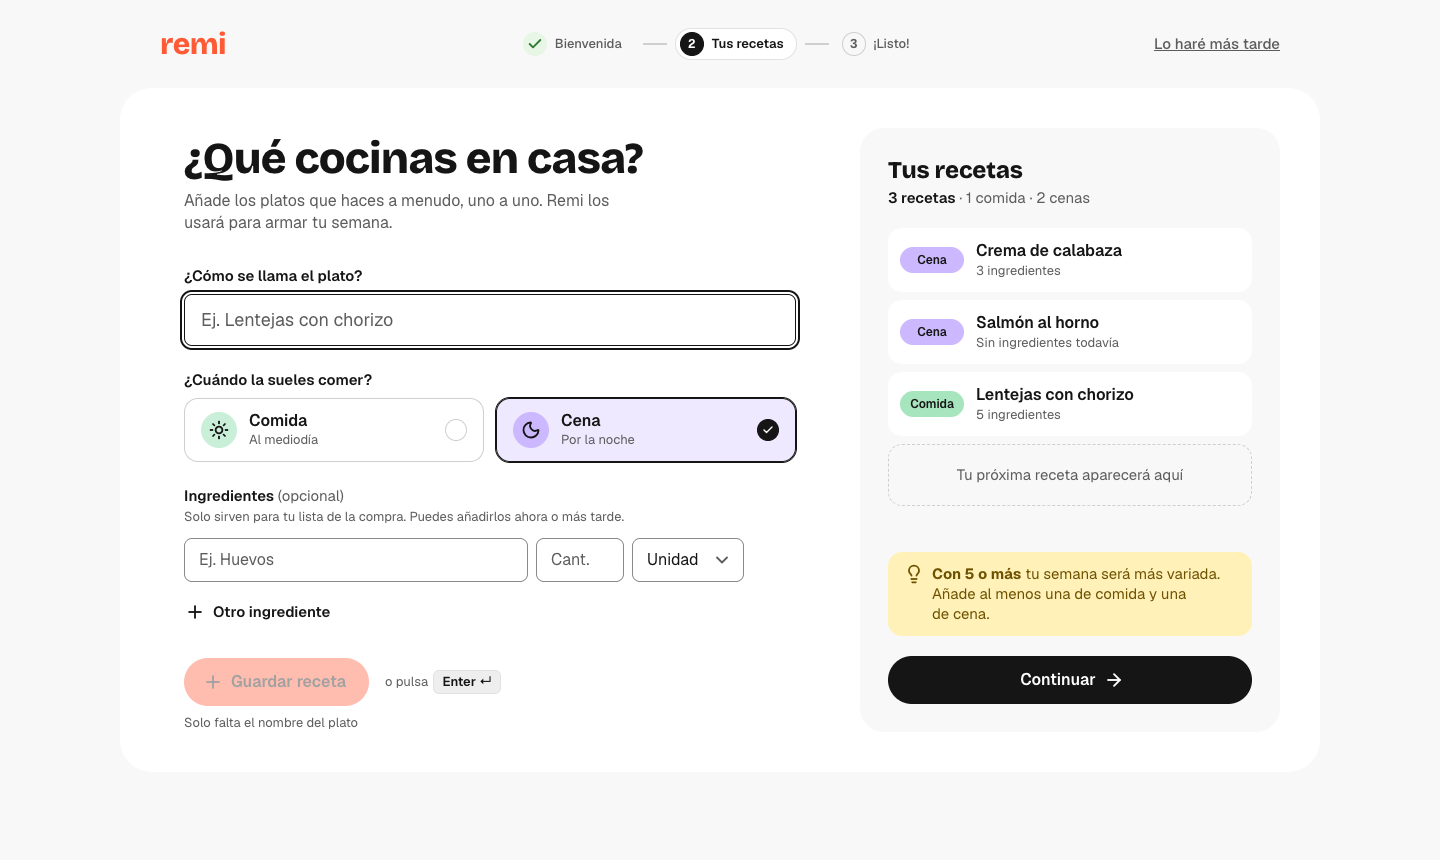 remi
Bienvenida
2 Tus recetas
3 ¡Listo!
Lo haré más tarde
¿Qué cocinas en casa?
Añade los platos que haces a menudo, uno a uno. Remi los
usará para armar tu semana.
¿Cómo se llama el plato?
Ej. Lentejas con chorizo
¿Cuándo la sueles comer?
Comida
Al mediodía
Cena
Por la noche
Ingredientes (opcional)
Solo sirven para tu lista de la compra. Puedes añadirlos ahora o más tarde.
Ej. Huevos
Cant.
Unidad
Otro ingrediente
Guardar receta
o pulsa Enter ↵
Solo falta el nombre del plato
Tus recetas
3 recetas · 1 comida · 2 cenas
Cena
Crema de calabaza
3 ingredientes
Cena
Salmón al horno
Sin ingredientes todavía
Comida
Lentejas con chorizo
5 ingredientes
Tu próxima receta aparecerá aquí
Con 5 o más tu semana será más variada.
Añade al menos una de comida y una
de cena.
Continuar →